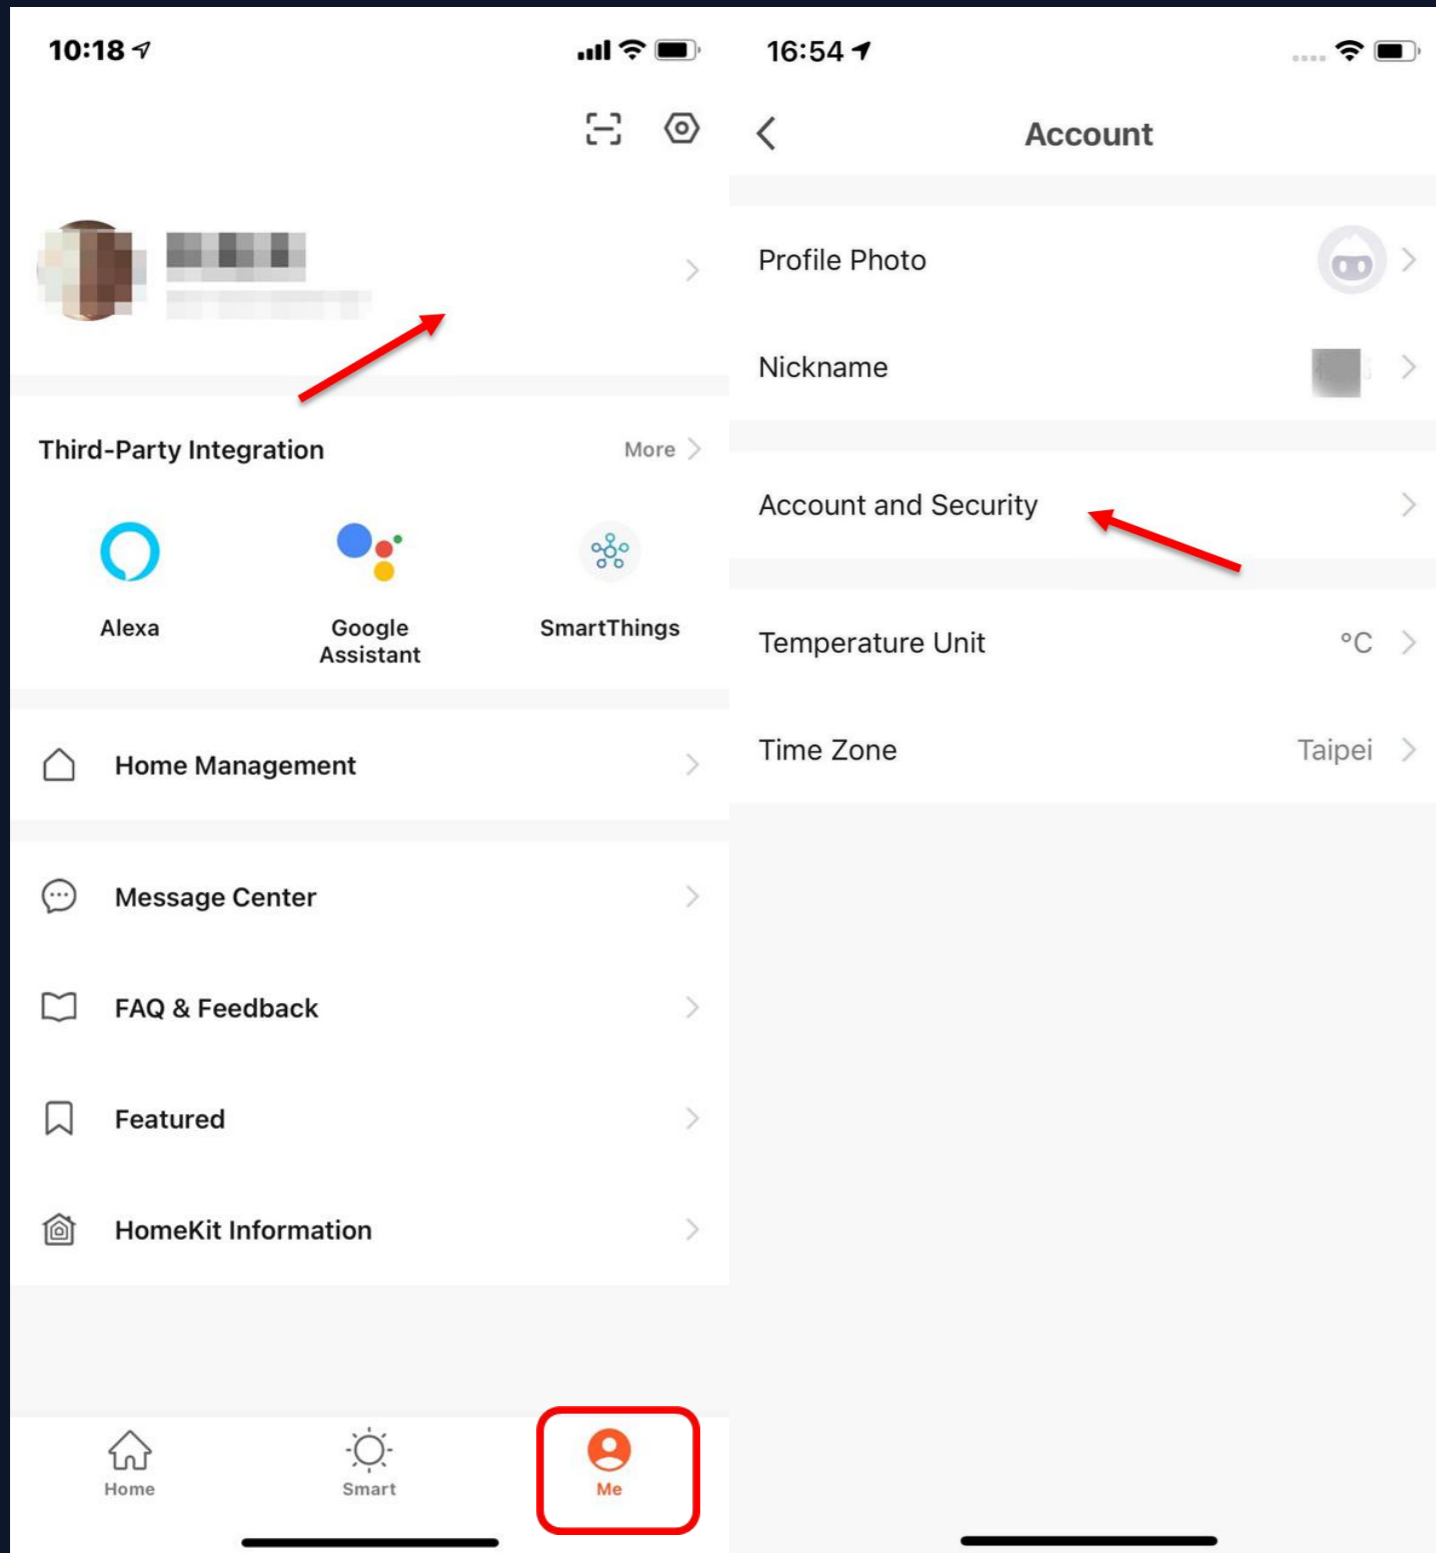 10:18
Third-Party Integration
More
Alexa
Google
Assistant
SmartThings
Home Management
Message Center
FAQ & Feedback
Featured
HomeKit Information
Home
Smart
Me
16:54
Account
Profile Photo
Nickname
Account and Security
Temperature Unit
°C
Time Zone
Taipei